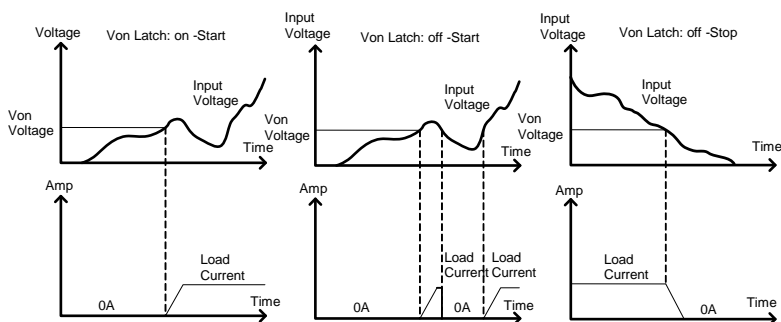 Voltage
Von Latch: on -Start
Input
Voltage
Von
Voltage
Time
Amp
Load
Current
0A
Time
Input
Voltage
Von Latch: off -Start
Input
Voltage
Von
Voltage
Time
Amp
Load
Current
Load
Current
0A
0A
Time
Input
Voltage
Von Latch: off -Stop
Input
Voltage
Von
Voltage
Time
Amp
Load
Current
0A
Time